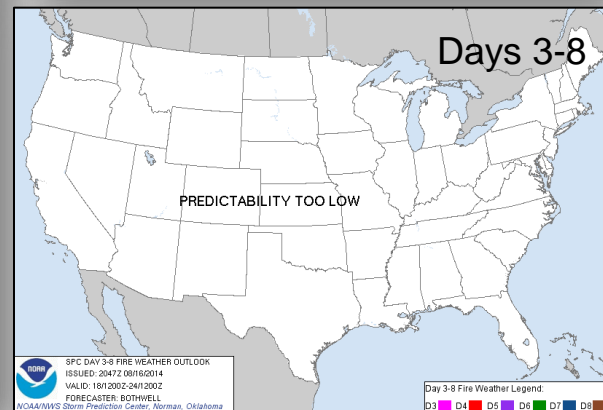 Days 3-8
PREDICTABILITY TOO LOW
NOAA
SPC DAY 3-8 FIRE WEATHER OUTLOOK
ISSUED: 2047Z 08/16/2014
VALID: 18/1200Z-24/1200Z
FORECASTER: BOTHWELL
NOAA/NWS Storm Prediction Center, Norman, Oklahoma
Day 3-8 Fire Weather Legend:
D3 D4 D5 D6 D7 D8